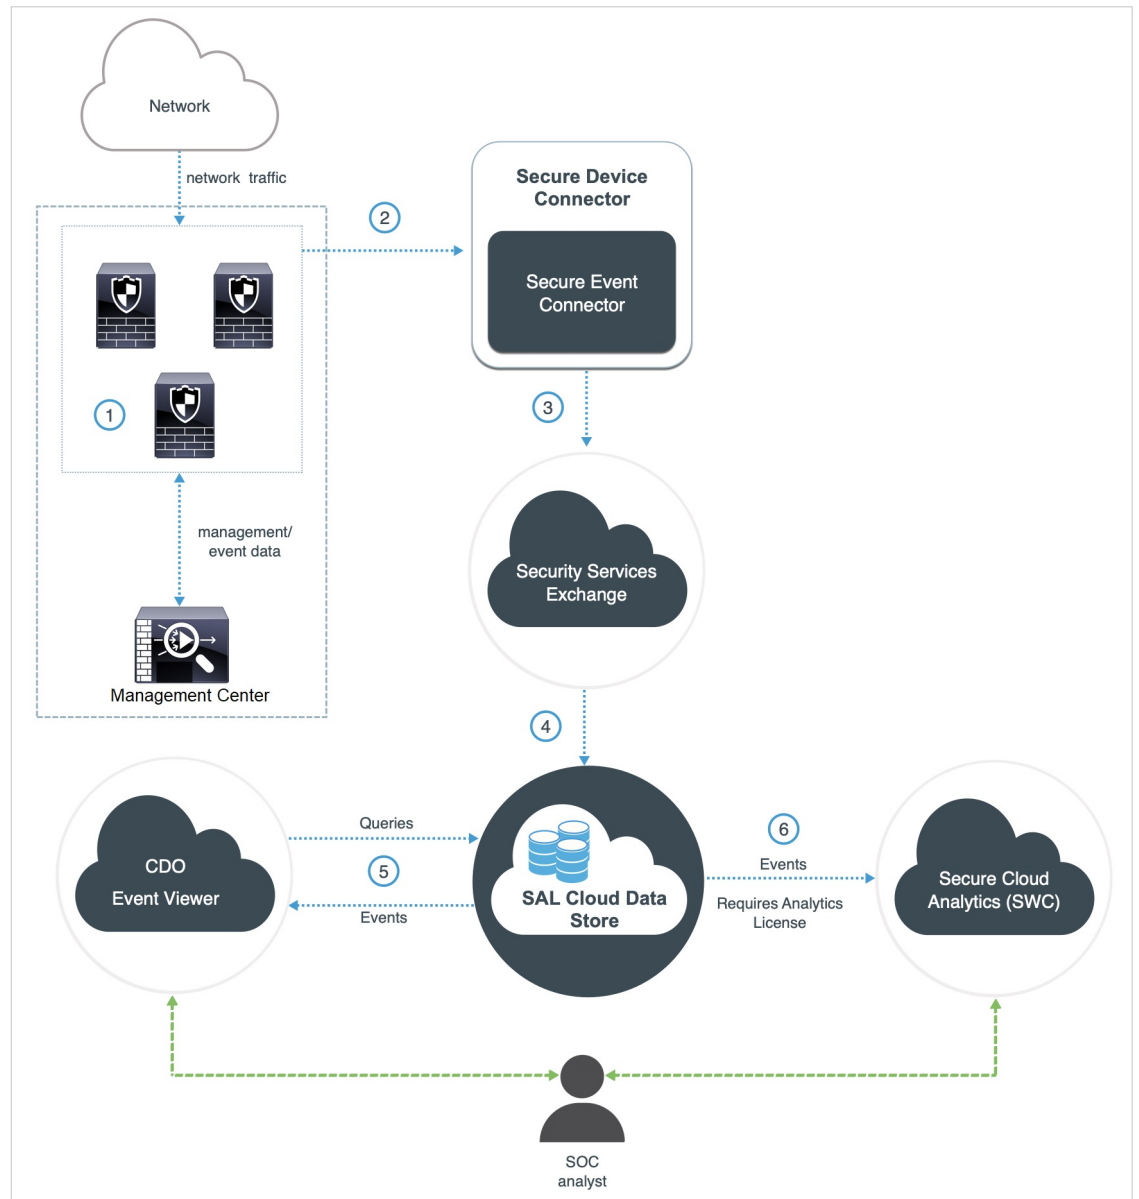 Network
network traffic
2
Secure Device
Connector
Secure Event
Connector
1
3
management/
event data
Security Services
Exchange
Management Center
4
CDO
Event Viewer
Queries
5
Events
SAL Cloud Data
Store
6
Events
Requires Analytics
License
Secure Cloud
Analytics (SWC)
SOC
analyst